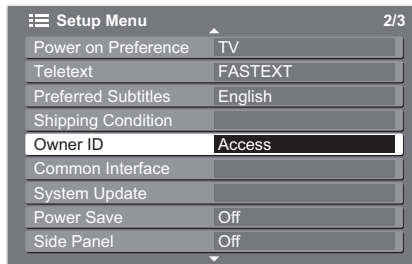 Setup Menu 2/3
Power on Preference TV
Teletext FASTEXT
Preferred Subtitles English
Shipping Condition
Owner ID Access
Common Interface
System Update
Power Save Off
Side Panel Off